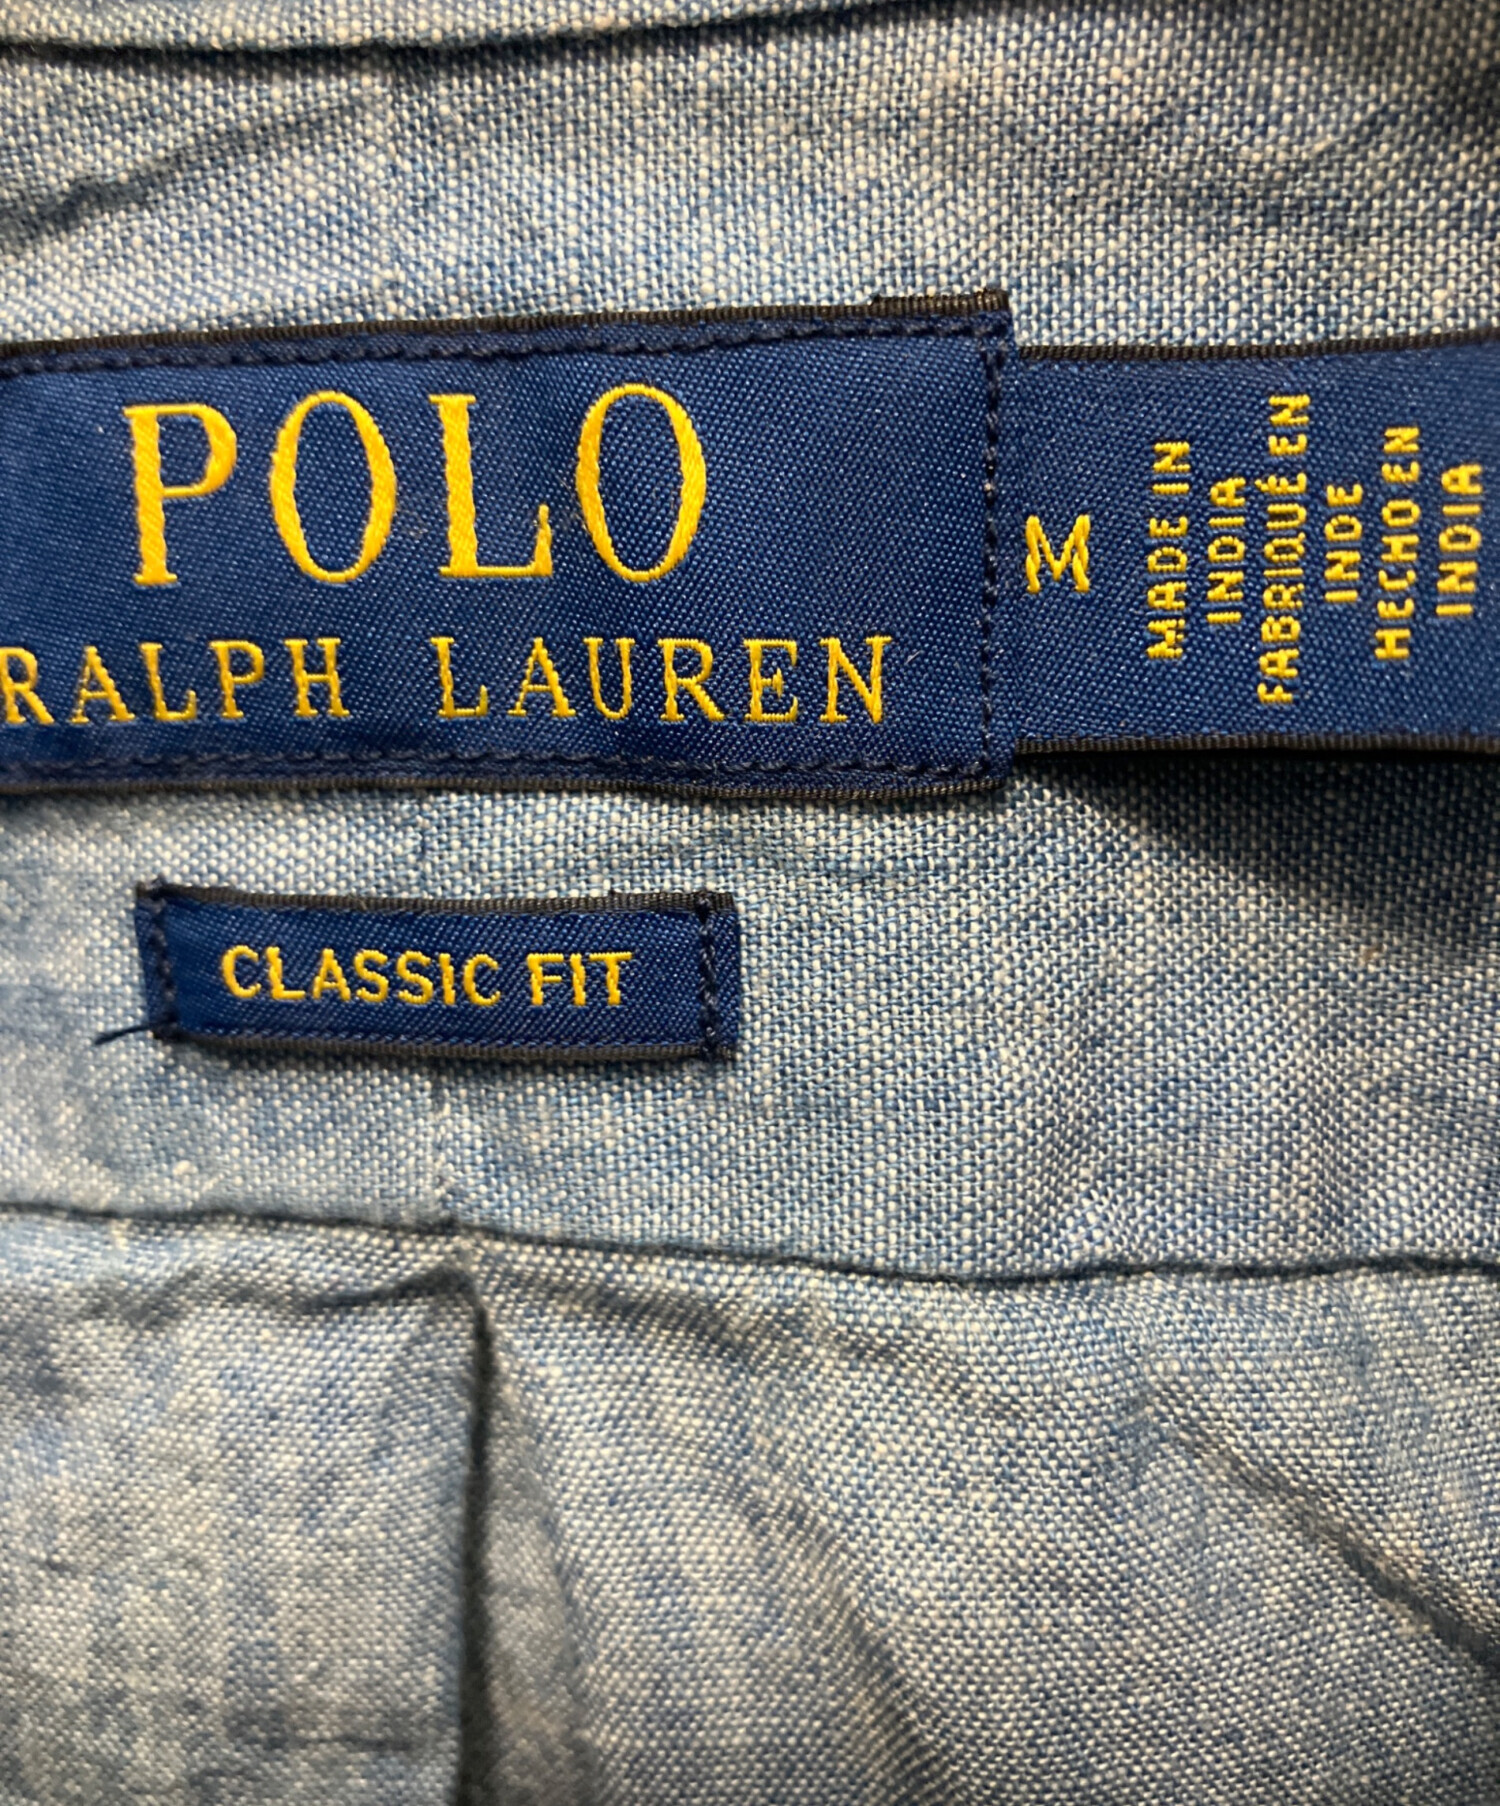 POLO
RALPH LAUREN
M
MADE IN
INDIA
FABRIQUÉ EN
INDE
HECHO EN
INDIA
CLASSIC FIT